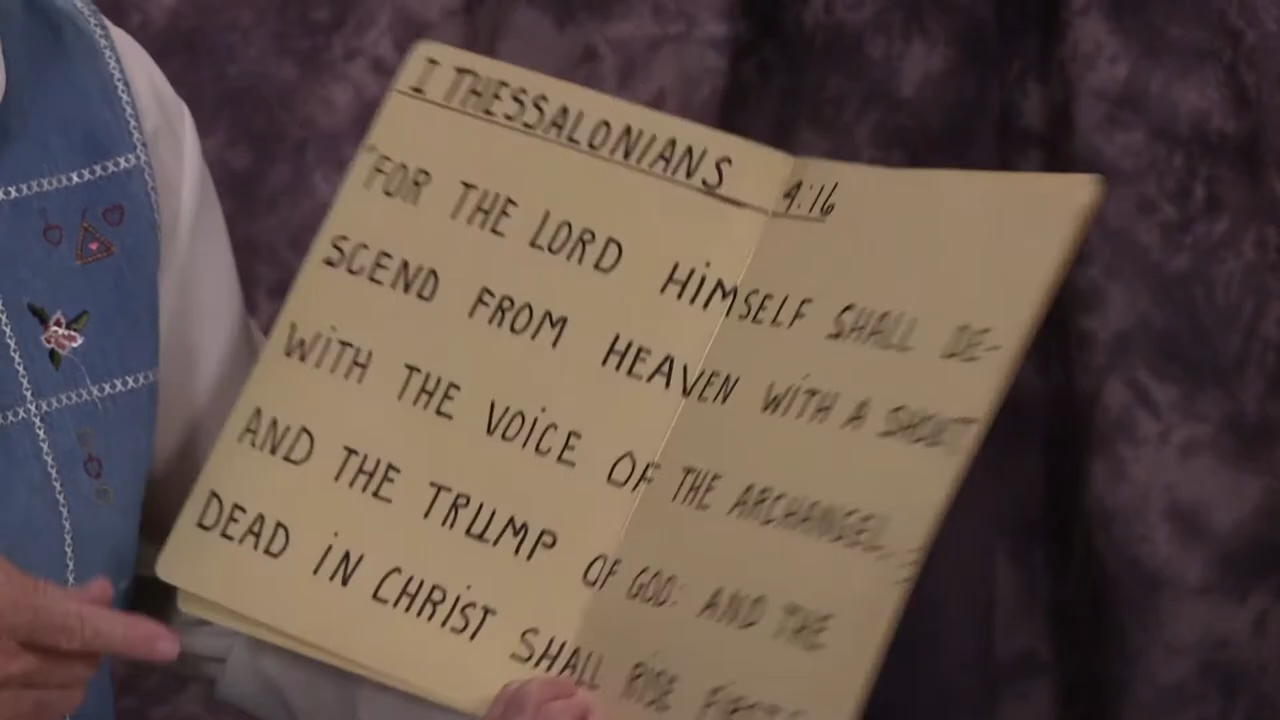 I THESSALONIANS 4:16
"FOR THE LORD HIMSELF SHALL DE-
SCEND FROM HEAVEN WITH A SHOUT
WITH THE VOICE OF THE ARCHANGEL,
AND THE TRUMP OF GOD: AND THE
DEAD IN CHRIST SHALL RISE FIRST